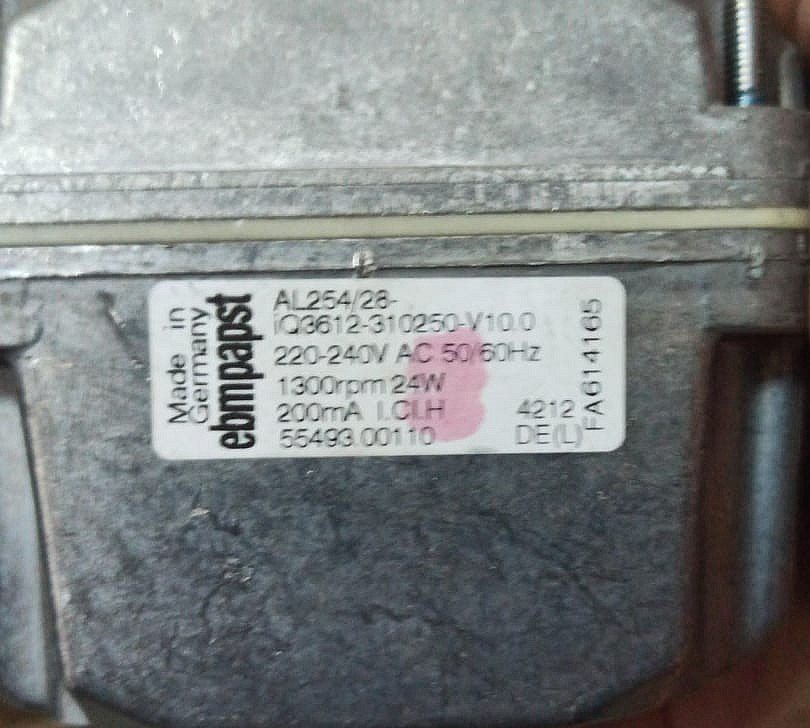 Made in
Germany
ebmpapst
AL254/28-
iQ3612-310250-V10.0
220-240V AC 50/60Hz
1300rpm 24W
200mA I.Cl.H
55493.00110
4212
DE(L)
FA614165